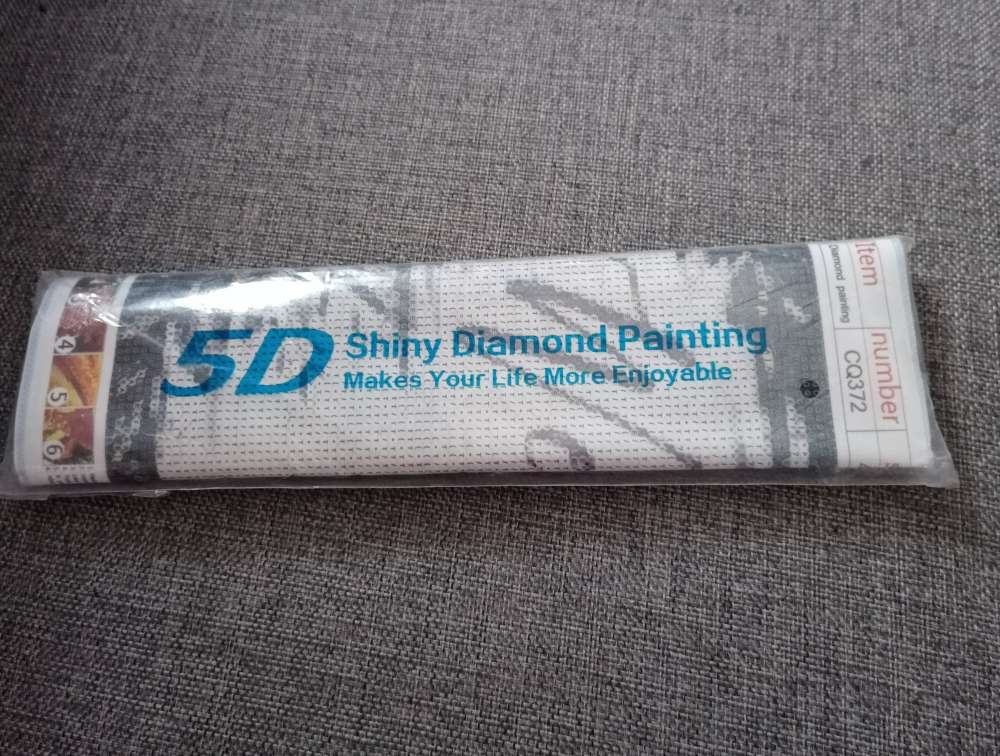 5D
Shiny Diamond Painting
Makes Your Life More Enjoyable
Item
Diamond painting
number
CQ372
4
5
6